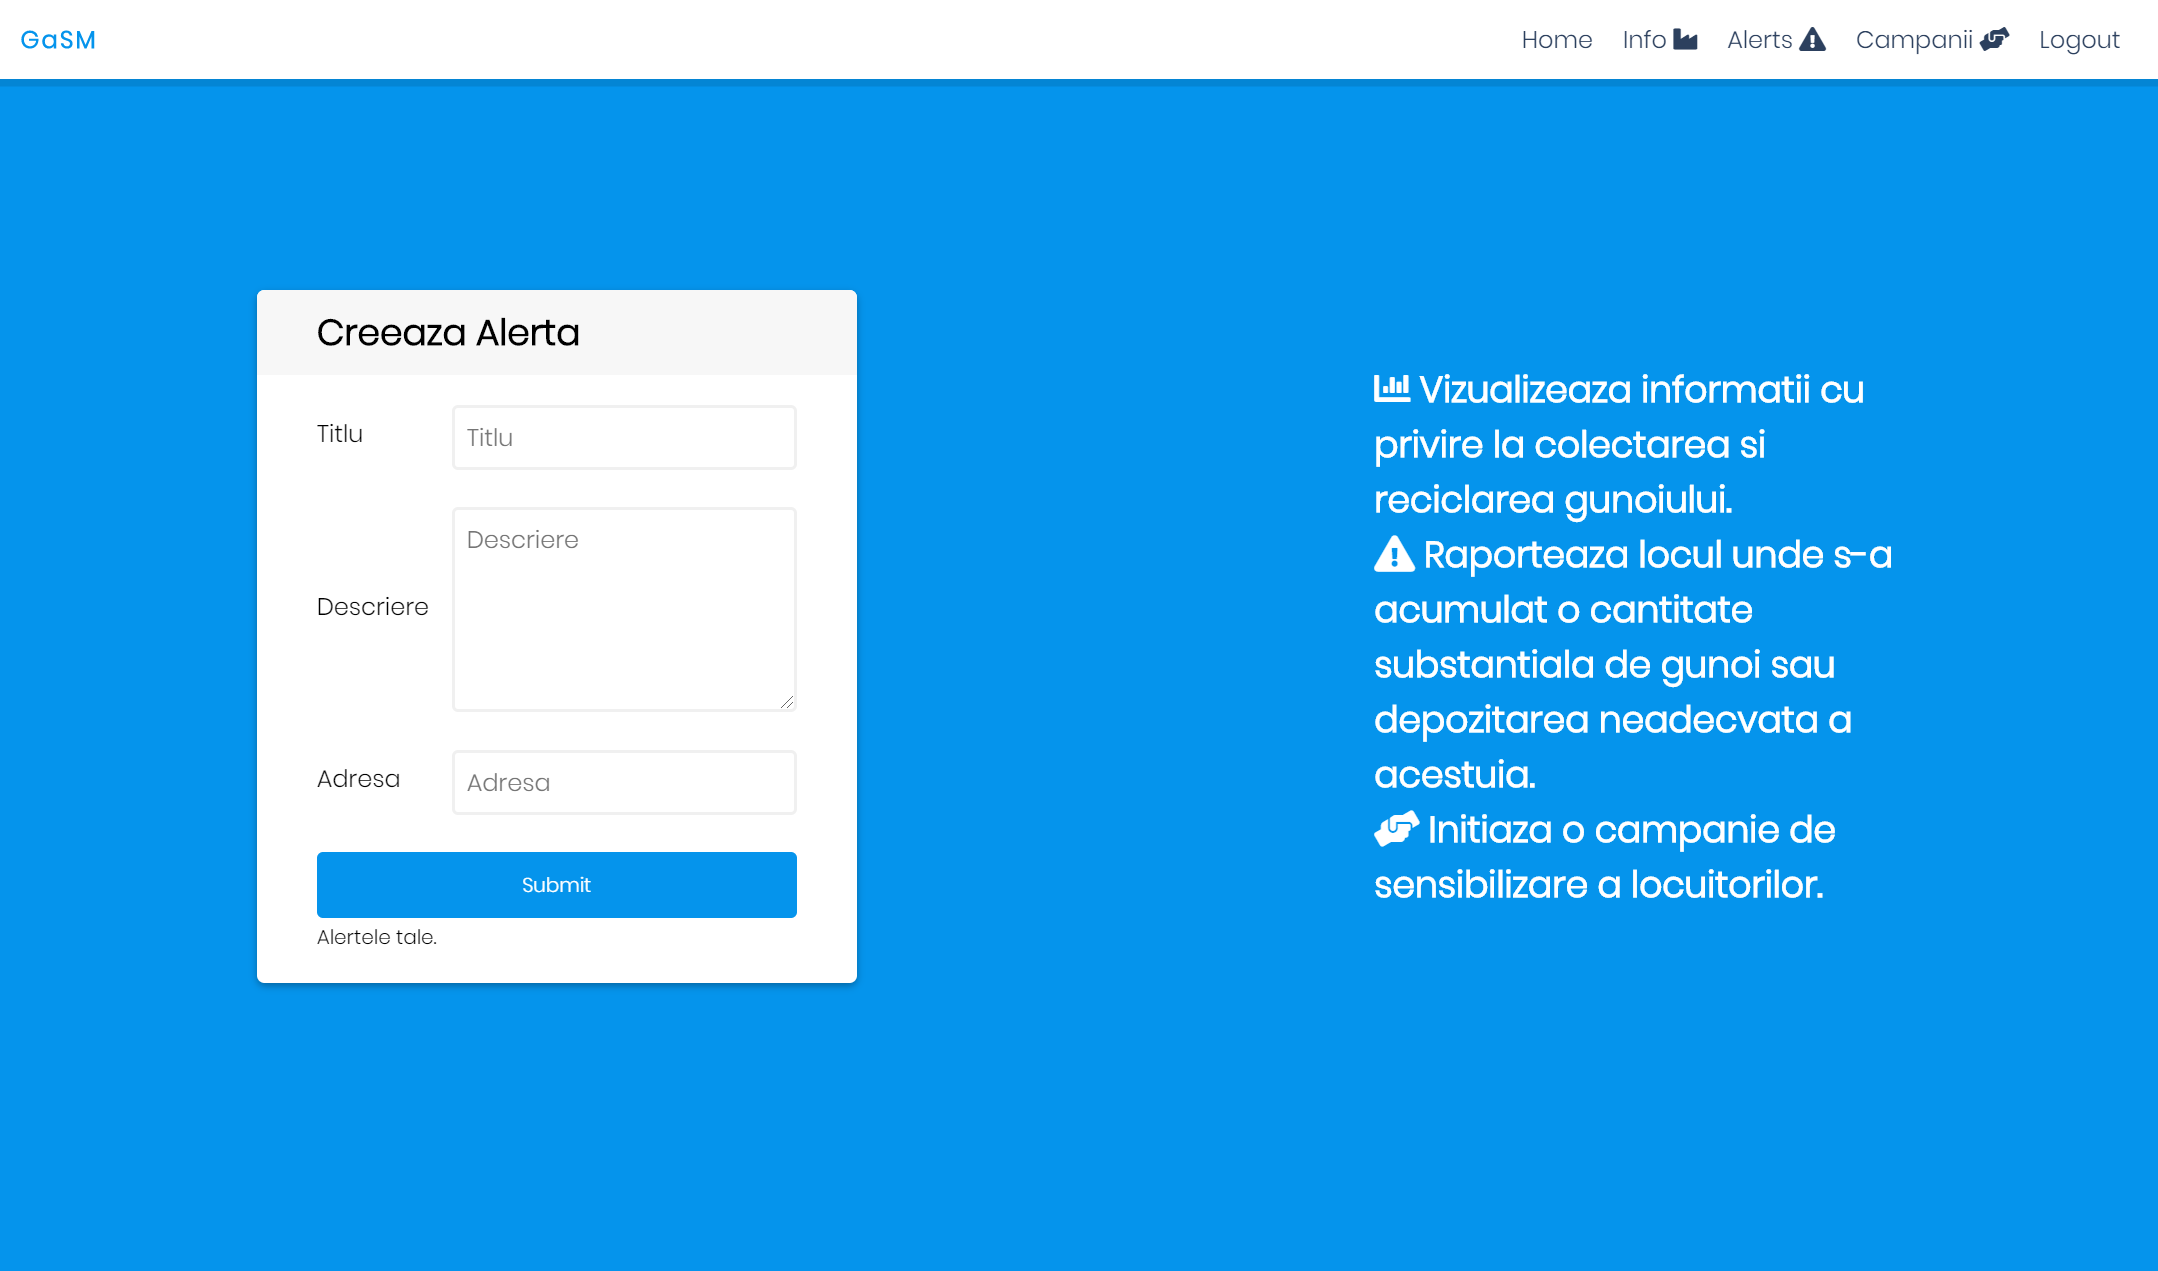 GaSM
Home Info Alerts Campanii Logout
Creeaza Alerta
Titlu
Titlu
Descriere
Descriere
Adresa
Adresa
Submit
Alertele tale.
Vizualizeaza informatii cu
privire la colectarea si
reciclarea gunoiului.
Raporteaza locul unde s-a
acumulat o cantitate
substantiala de gunoi sau
depozitarea neadecvata a
acestuia.
Initiaza o campanie de
sensibilizare a locuitorilor.